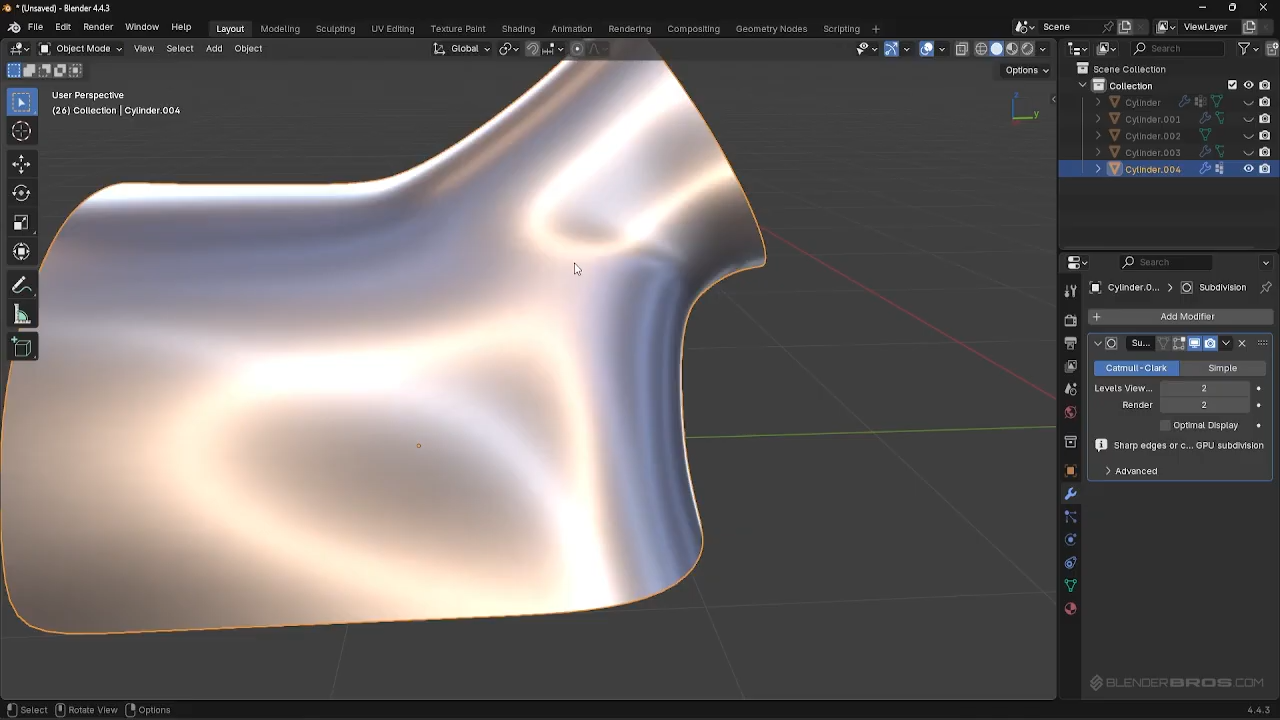 * (Unsaved) - Blender 4.4.3
File Edit Render Window Help Layout Modeling Sculpting UV Editing Texture Paint Shading Animation Rendering Compositing Geometry Nodes Scripting + Scene ViewLayer
Object Mode View Select Add Object Global Search
Options
User Perspective
(26) Collection | Cylinder.004
Scene Collection
Collection
Cylinder
Cylinder.001
Cylinder.002
Cylinder.003
Cylinder.004
Search
Cylinder.0... > Subdivision
+ Add Modifier
Su...
Catmull-Clark Simple
Levels View... 2
Render 2
Optimal Display
Sharp edges or c... GPU subdivision
Advanced
Z
Y
BLENDERBROS.COM
Select Rotate View Options 4.4.3